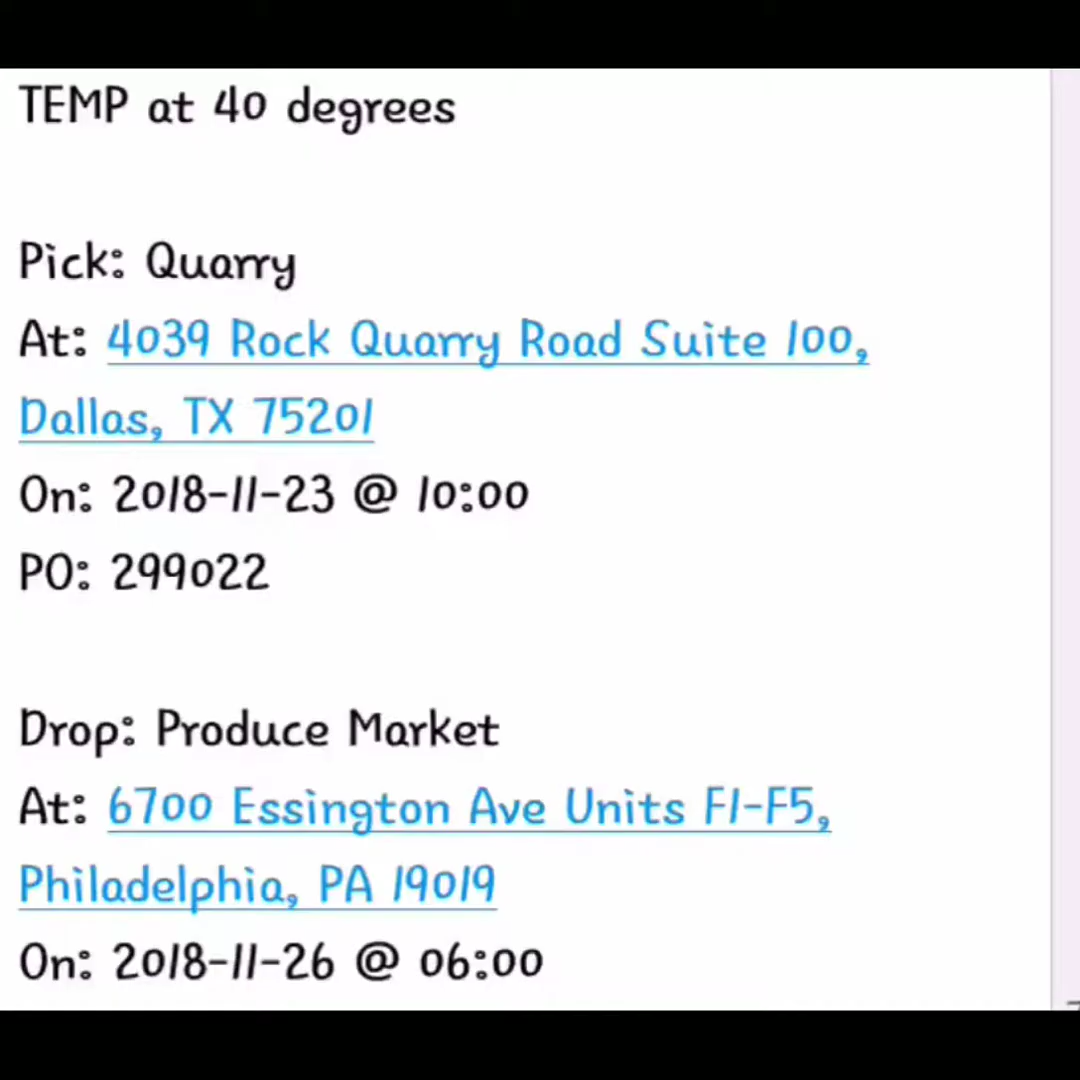 TEMP at 40 degrees
Pick: Quarry
At: 4039 Rock Quarry Road Suite 100,
Dallas, TX 75201
On: 2018-11-23 @ 10:00
PO: 299022
Drop: Produce Market
At: 6700 Essington Ave Units F1-F5,
Philadelphia, PA 19019
On: 2018-11-26 @ 06:00